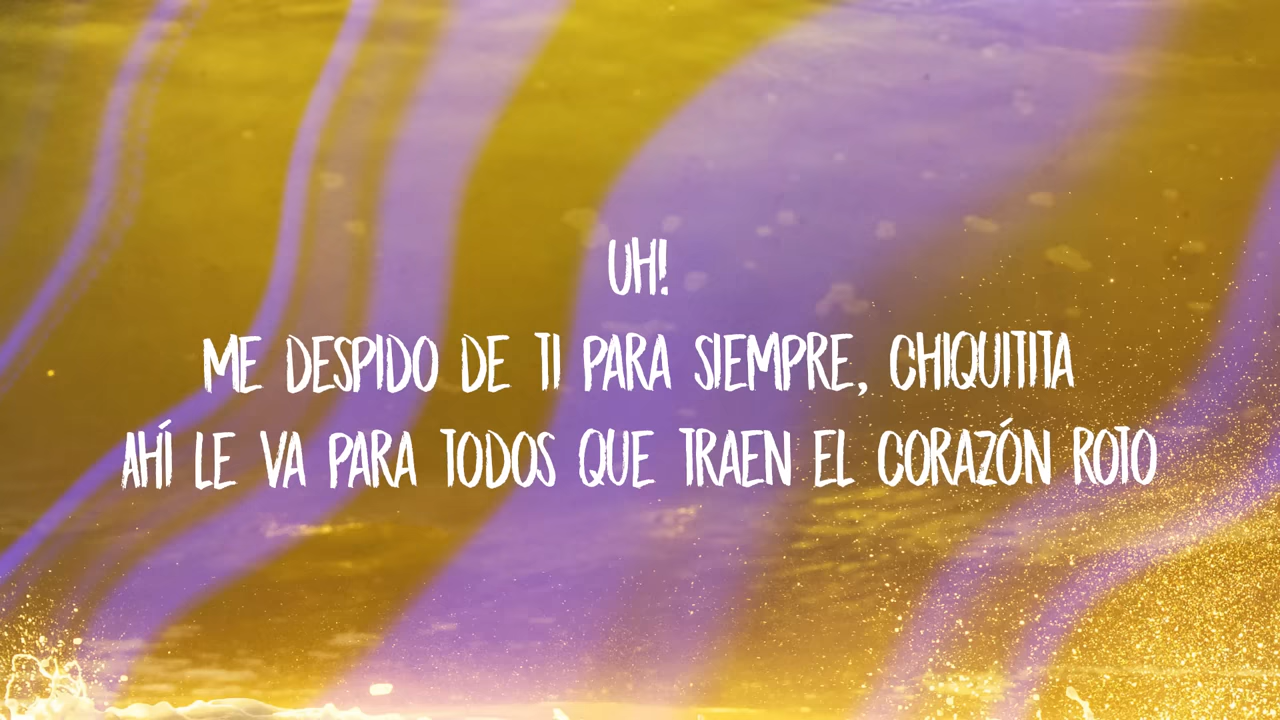 UH!
ME DESPIDO DE TI PARA SIEMPRE, CHIQUITITA
AHÍ LE VA PARA TODOS QUE TRAEN EL CORAZÓN ROTO